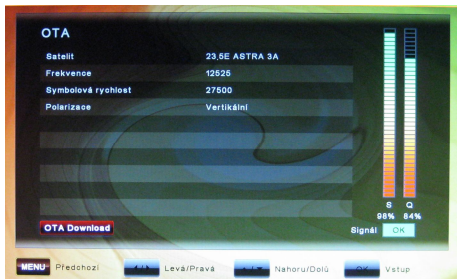 OTA
Satelit 23,5E ASTRA 3A
Frekvence 12525
Symbolová rychlost 27500
Polarizace Vertikální
S Q
98% 84%
OTA Download Signál OK
MENU Předchozí Levá/Pravá Nahoru/Dolů OK Vstup